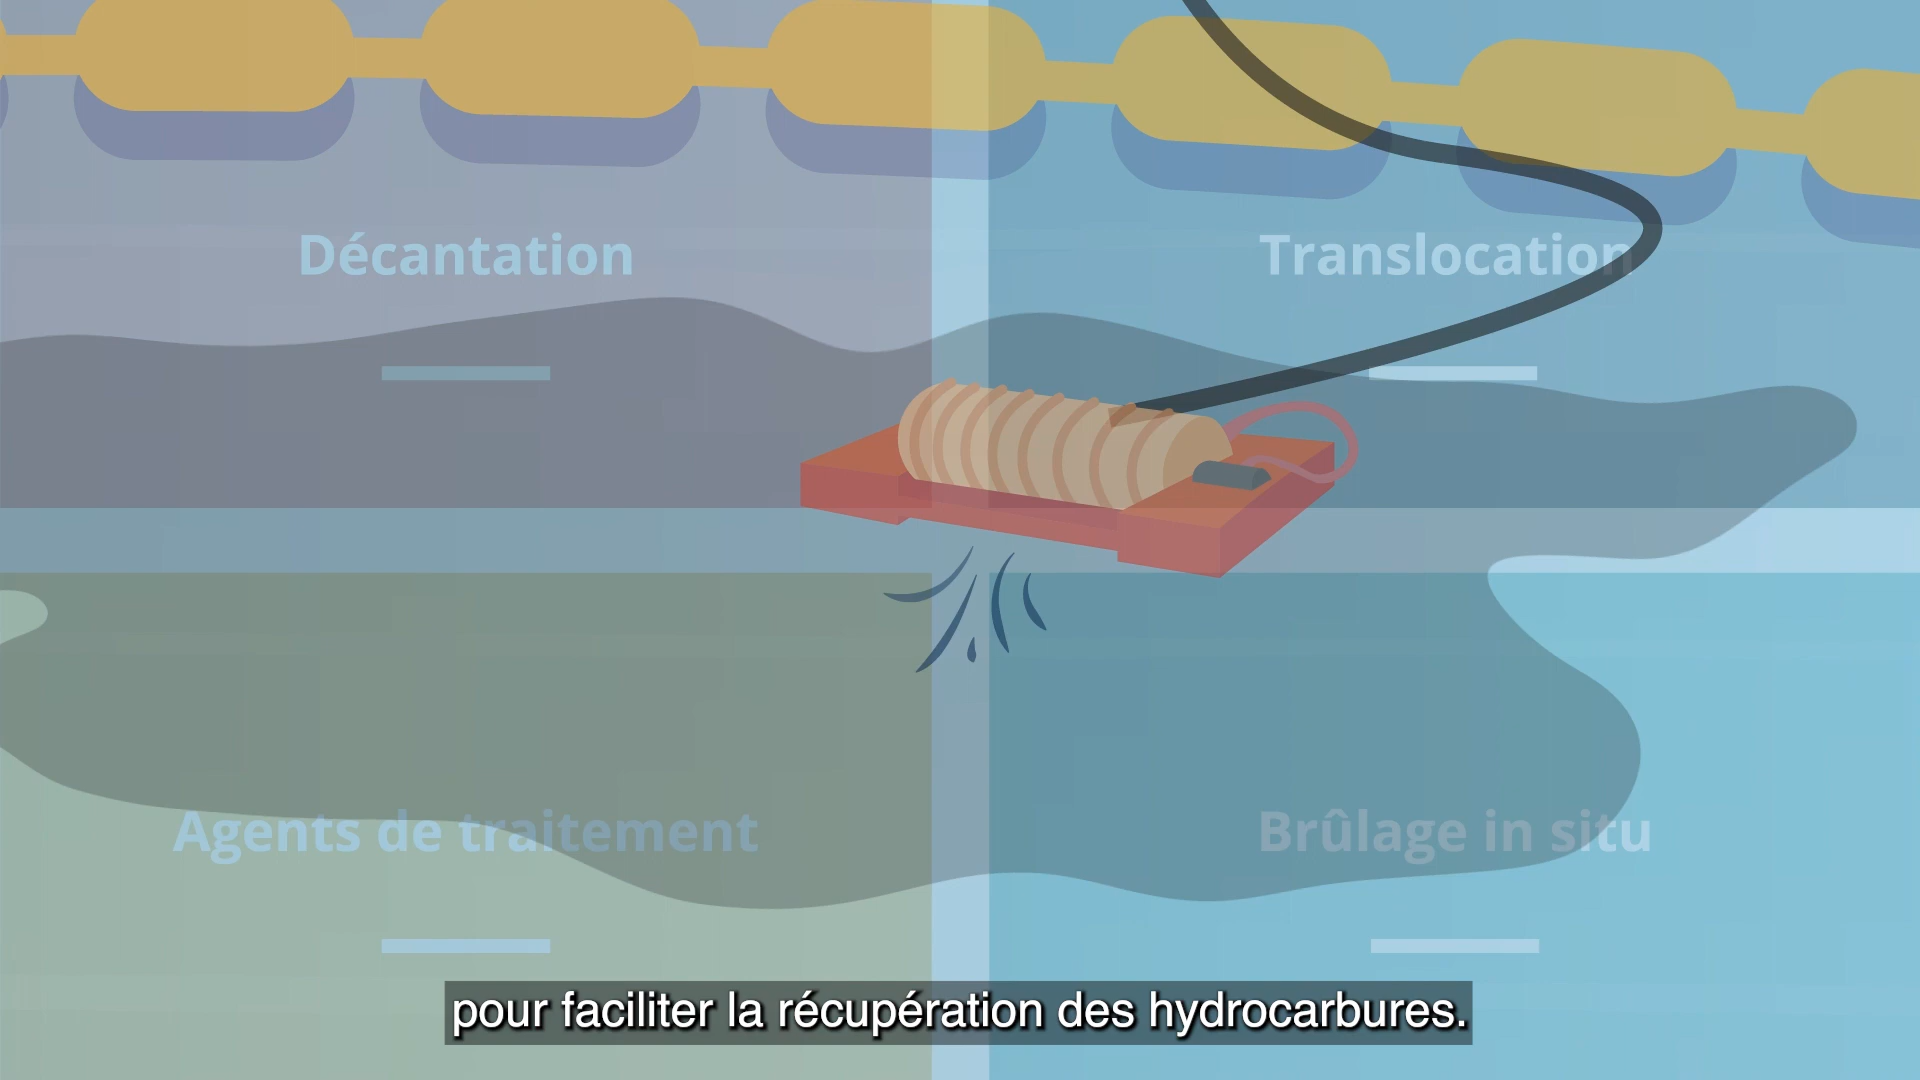 Décantation
Translocation
Agents de traitement
Brûlage in situ
pour faciliter la récupération des hydrocarbures.